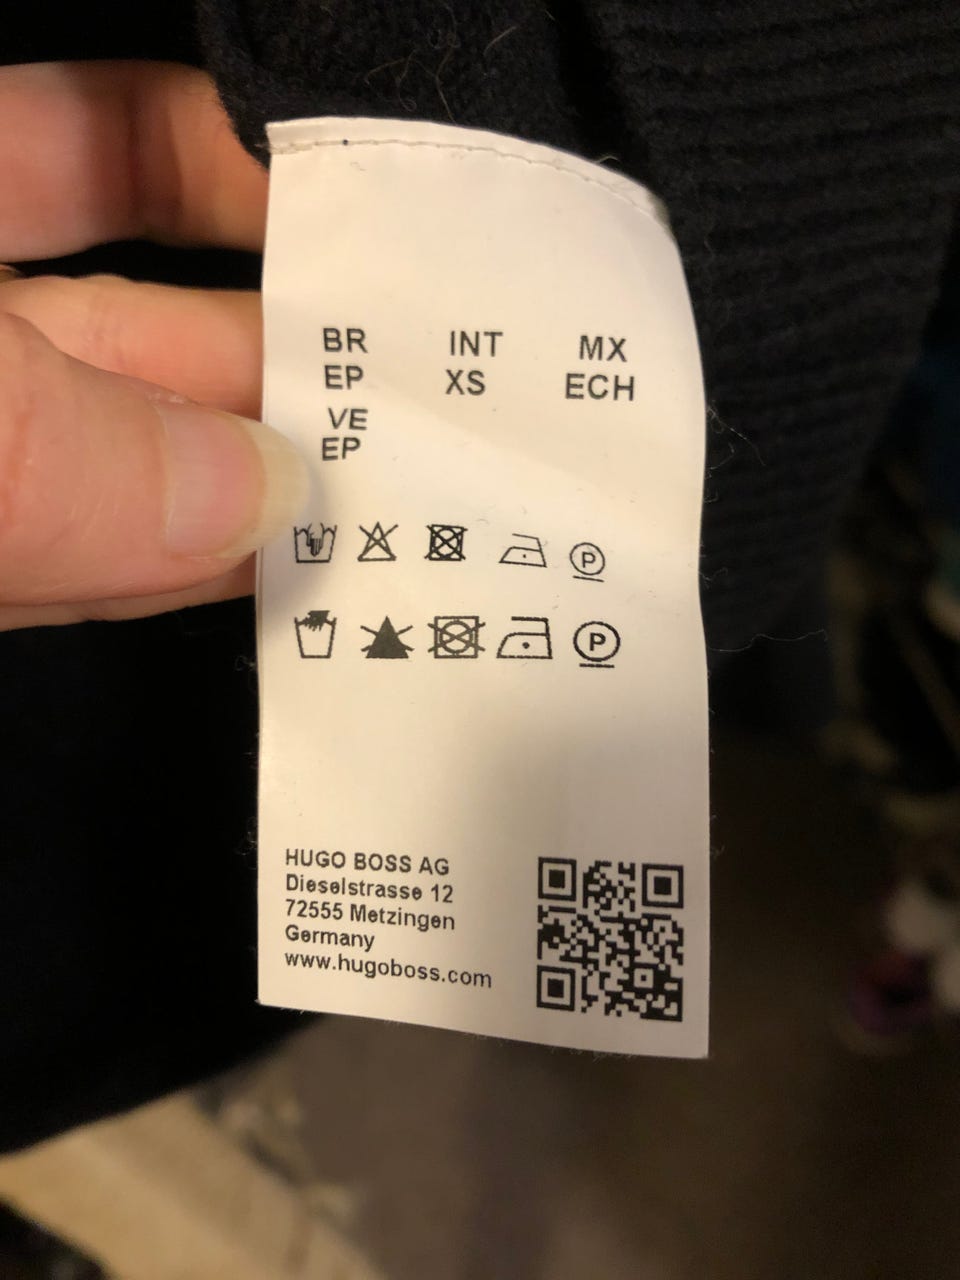 BR INT MX
EP XS ECH
VE
EP
P
P
HUGO BOSS AG
Dieselstrasse 12
72555 Metzingen
Germany
www.hugoboss.com